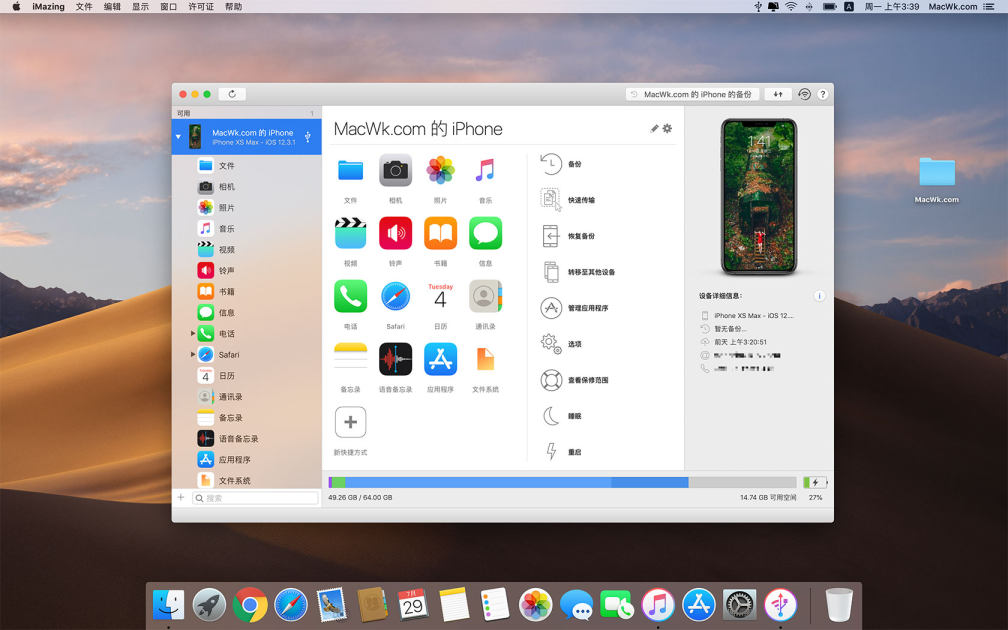 iMazing 文件 编辑 显示 窗口 许可证 帮助
A 周一 上午3:39 MacWk.com
MacWk.com 的 iPhone 的备份 ?
可用 1
MacWk.com 的 iPhone
iPhone XS Max - iOS 12.3.1
文件
相机
照片
音乐
视频
铃声
书籍
信息
电话
Safari
日历
通讯录
备忘录
语音备忘录
应用程序
文件系统
搜索
MacWk.com 的 iPhone
文件 相机 照片 音乐
视频 铃声 书籍 信息
Tuesday
4
电话 Safari 日历 通讯录
备忘录 语音备忘录 应用程序 文件系统
新快捷方式
备份
快速传输
恢复备份
转移至其他设备
管理应用程序
选项
查看保修范围
睡眠
重启
1:41
设备详细信息:
iPhone XS Max - iOS 12....
暂无备份...
前天 上午3:20:51
49.26 GB / 64.00 GB
14.74 GB 可用空间 27%
MacWk.com
7月
29